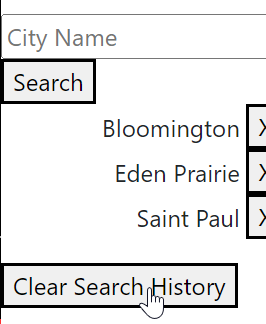 City Name
Search
Bloomington X
Eden Prairie X
Saint Paul X
Clear Search History